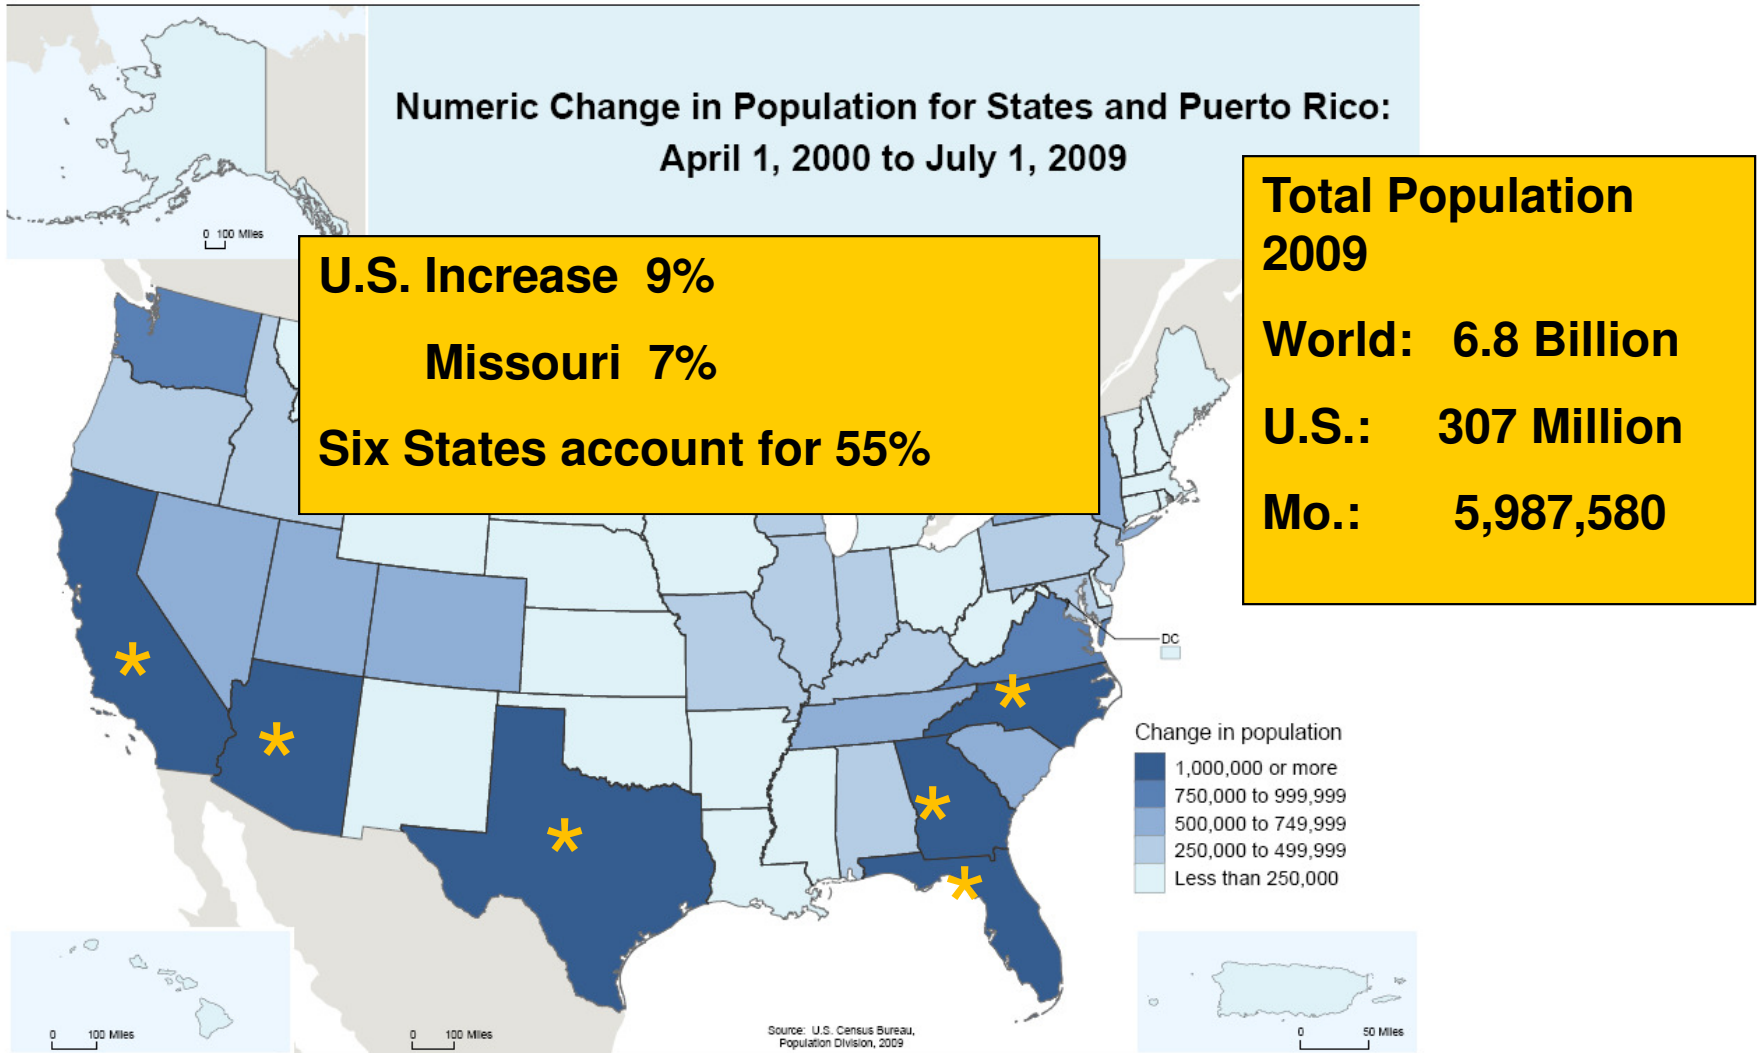 Numeric Change in Population for States and Puerto Rico:
April 1, 2000 to July 1, 2009
0 100 Miles
U.S. Increase 9%
Missouri 7%
Six States account for 55%
Total Population
2009
World: 6.8 Billion
U.S.: 307 Million
Mo.: 5,987,580
DC
*
*
*
*
*
*
Change in population
1,000,000 or more
750,000 to 999,999
500,000 to 749,999
250,000 to 499,999
Less than 250,000
0 100 Miles
0 100 Miles
Source: U.S. Census Bureau,
Population Division, 2009
0 50 Miles